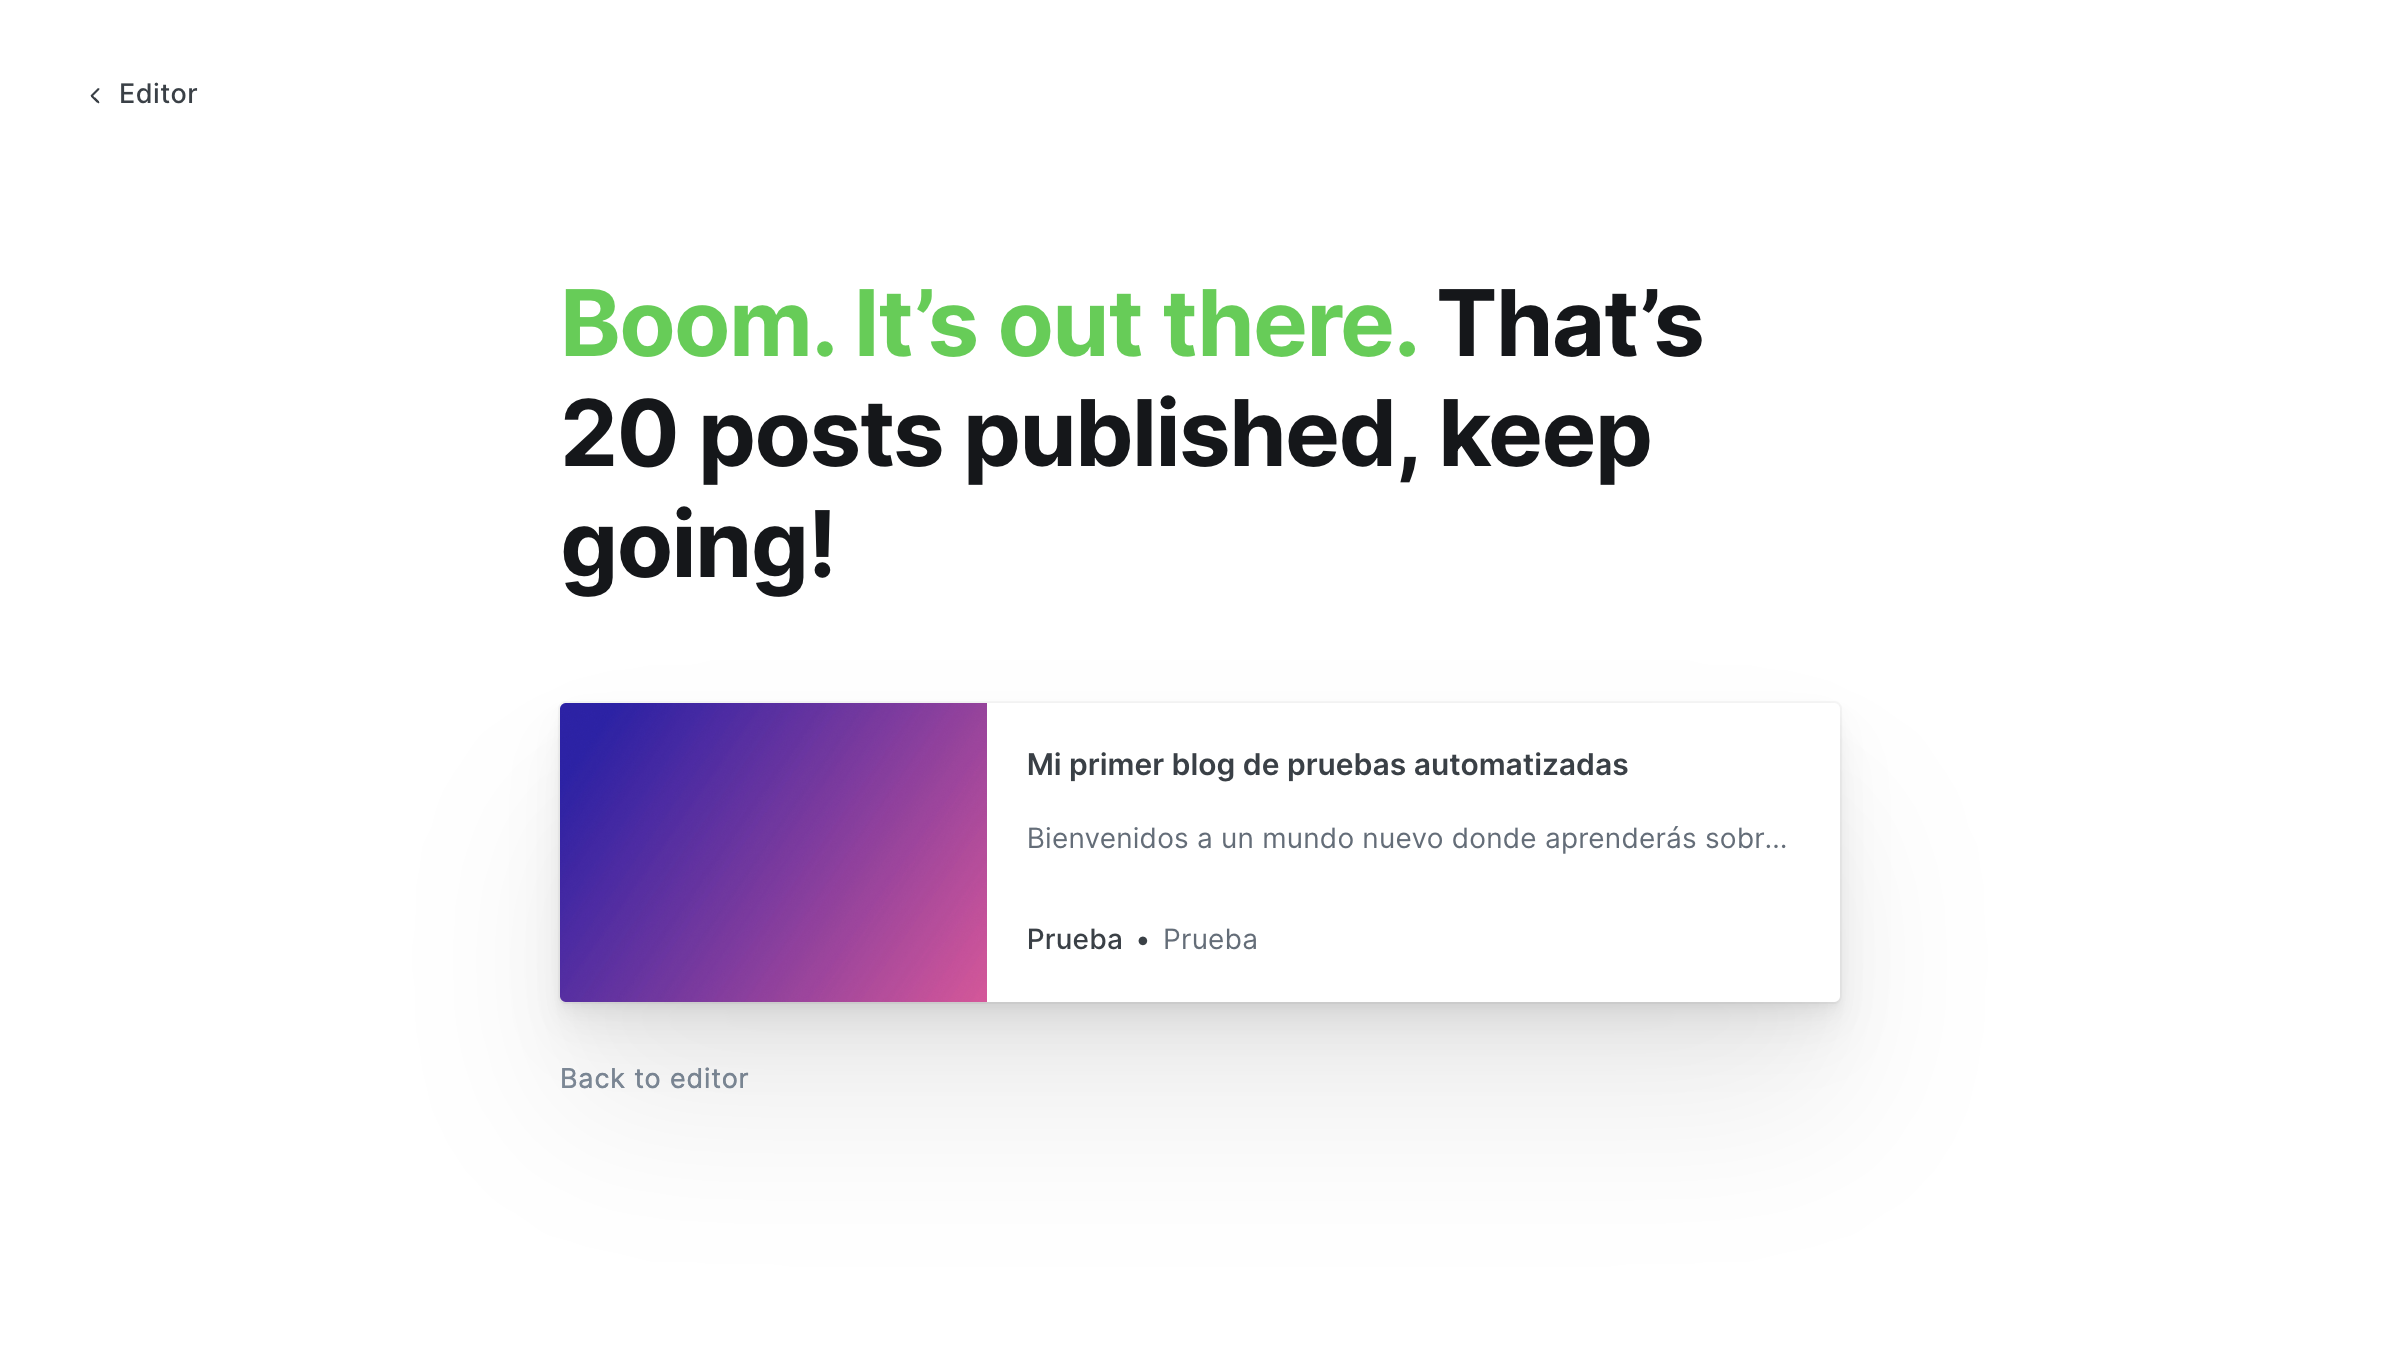 Editor
Boom. It’s out there. That’s
20 posts published, keep
going!
Mi primer blog de pruebas automatizadas
Bienvenidos a un mundo nuevo donde aprenderás sobr...
Prueba • Prueba
Back to editor